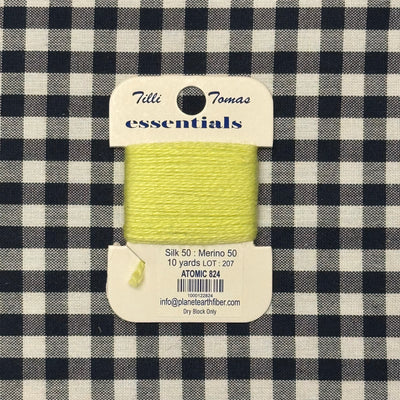 Tilli Tomas
essentials
Silk 50 : Merino 50
10 yards LOT : 207
ATOMIC 824
1000122824
info@planetearthfiber.com
Dry Block Only